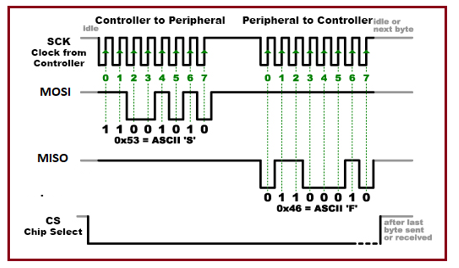 Controller to Peripheral Peripheral to Controller
idle idle or
next byte
SCK
Clock from
Controller
0 1 2 3 4 5 6 7 0 1 2 3 4 5 6 7
MOSI
1 1 0 0 1 0 1 0
0x53 = ASCII 'S'
MISO
0 1 1 0 0 0 1 0
0x46 = ASCII 'F'
CS
Chip Select
after last
byte sent
or received